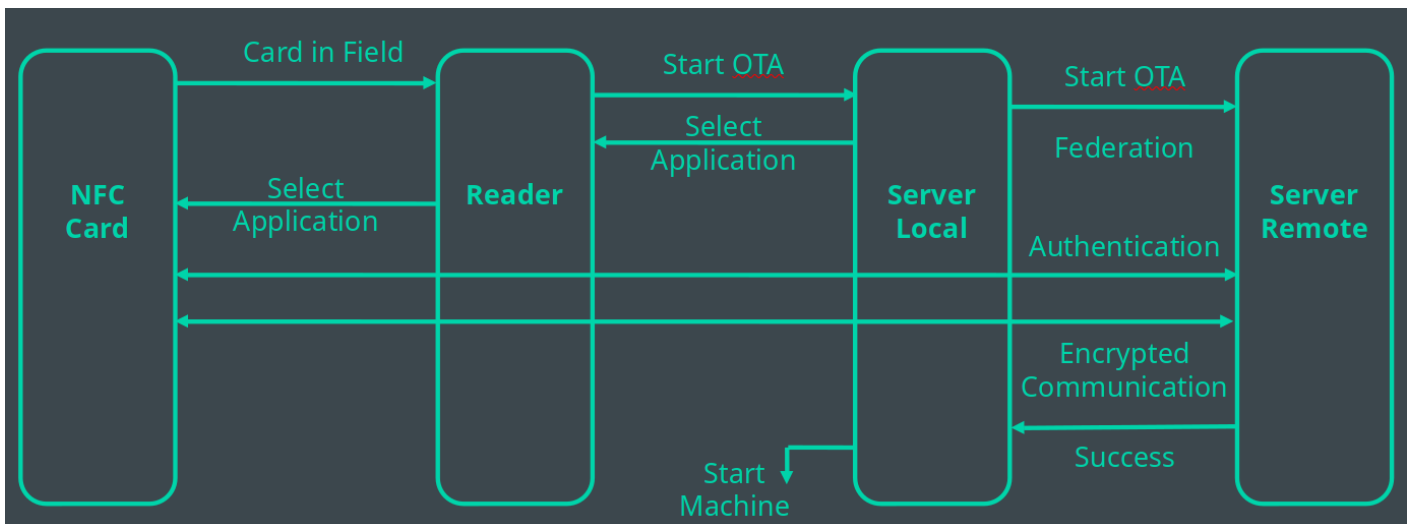 Card in Field
Start OTA
Start OTA
Select
Application
Federation
NFC
Card
Select
Application
Reader
Server
Local
Server
Remote
Authentication
Encrypted
Communication
Success
Start
Machine